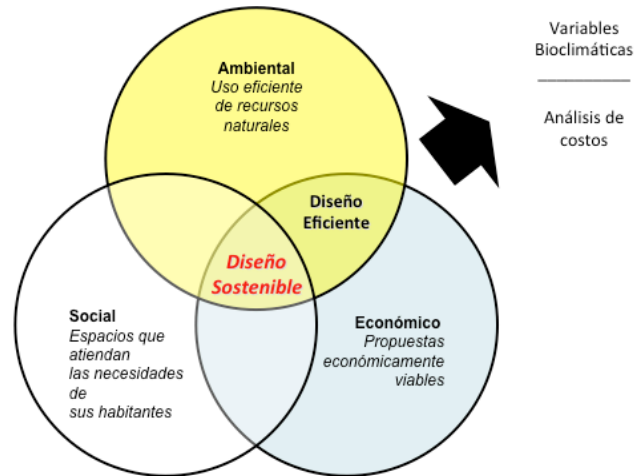 Variables
Bioclimáticas
Análisis de
costos
Ambiental
Uso eficiente
de recursos
naturales
Diseño
Eficiente
Diseño
Sostenible
Social
Espacios que
atiendan
las necesidades
de
sus habitantes
Económico
Propuestas
económicamente
viables